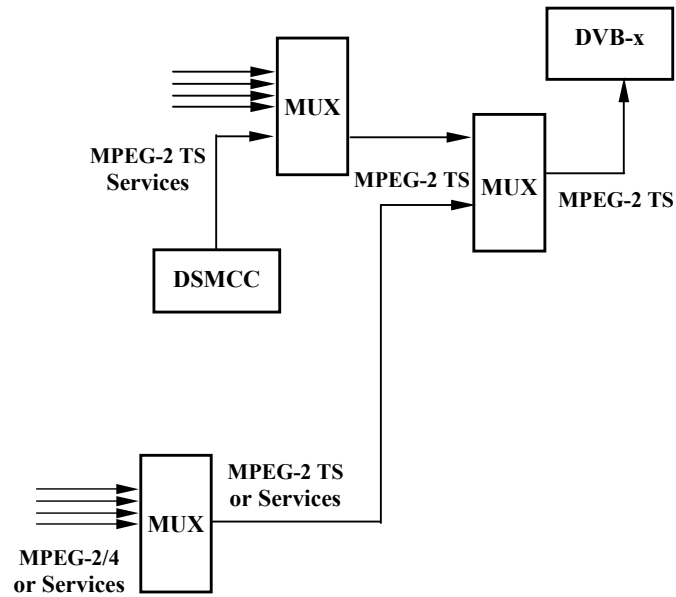 DVB-x
MUX
MPEG-2 TS
Services
MPEG-2 TS
MUX
MPEG-2 TS
DSMCC
MPEG-2 TS
or Services
MUX
MPEG-2/4
or Services